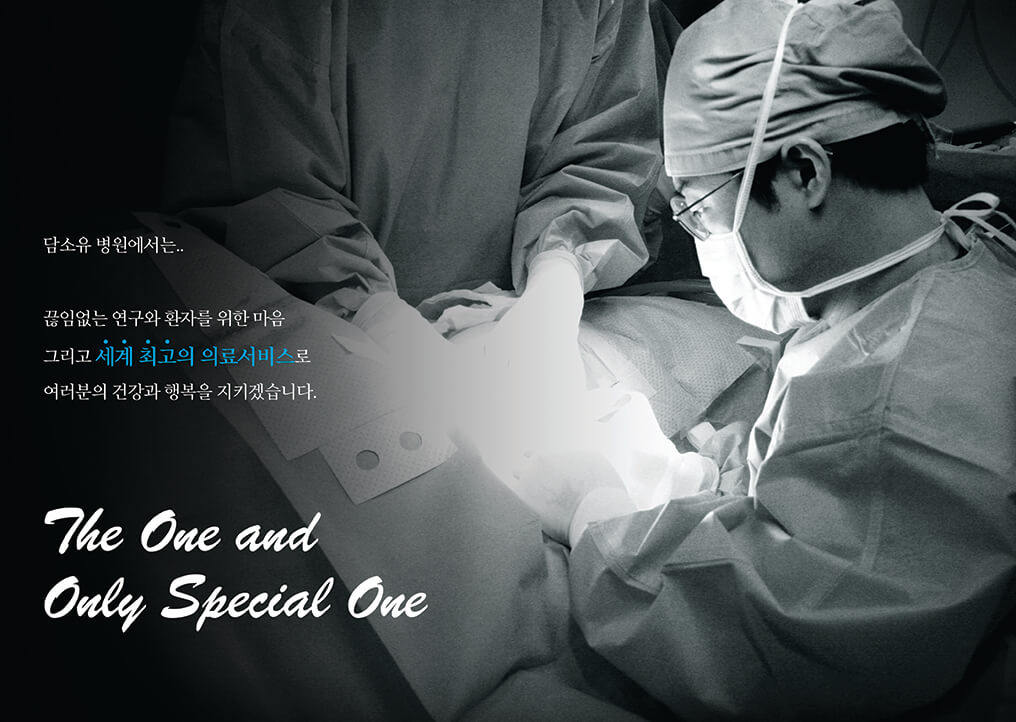 담소유 병원에서는..
끊임없는 연구와 환자를 위한 마음
그리고 세계 최고의 의료서비스로
여러분의 건강과 행복을 지키겠습니다.
The One and
Only Special One